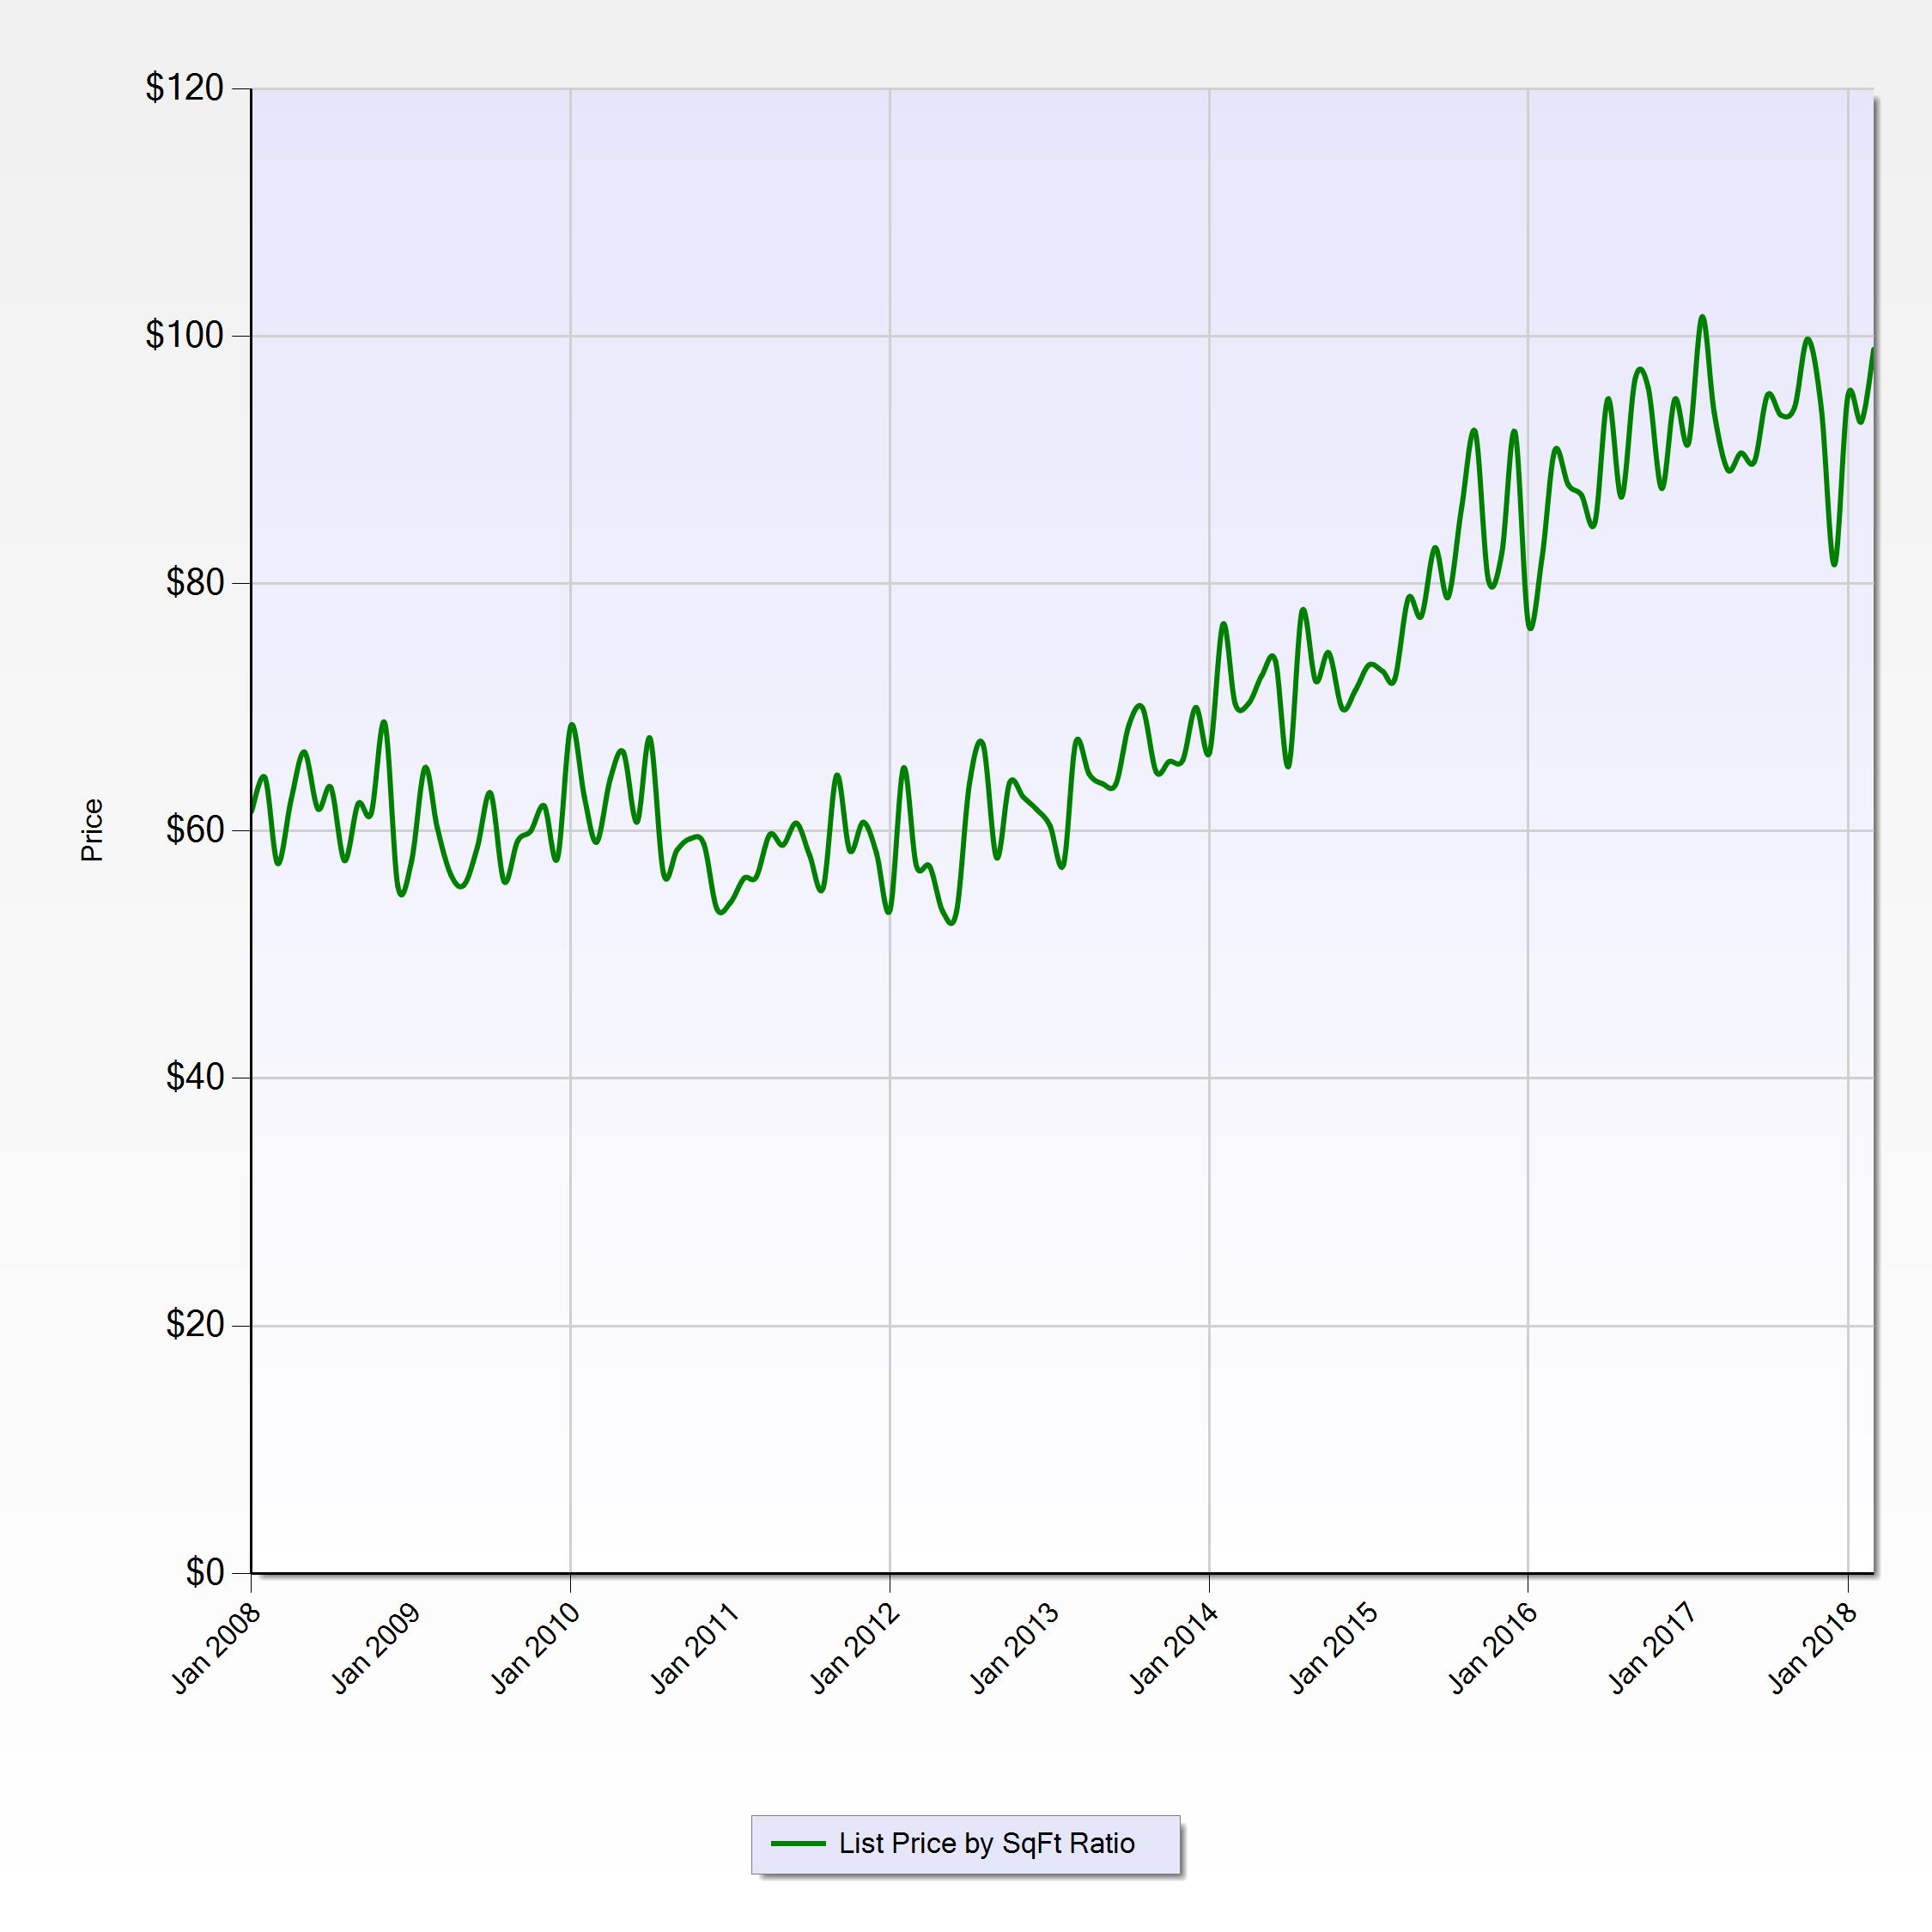 $120
$100
$80
$60
$40
$20
$0
Price
Jan 2008
Jan 2009
Jan 2010
Jan 2011
Jan 2012
Jan 2013
Jan 2014
Jan 2015
Jan 2016
Jan 2017
Jan 2018
List Price by SqFt Ratio